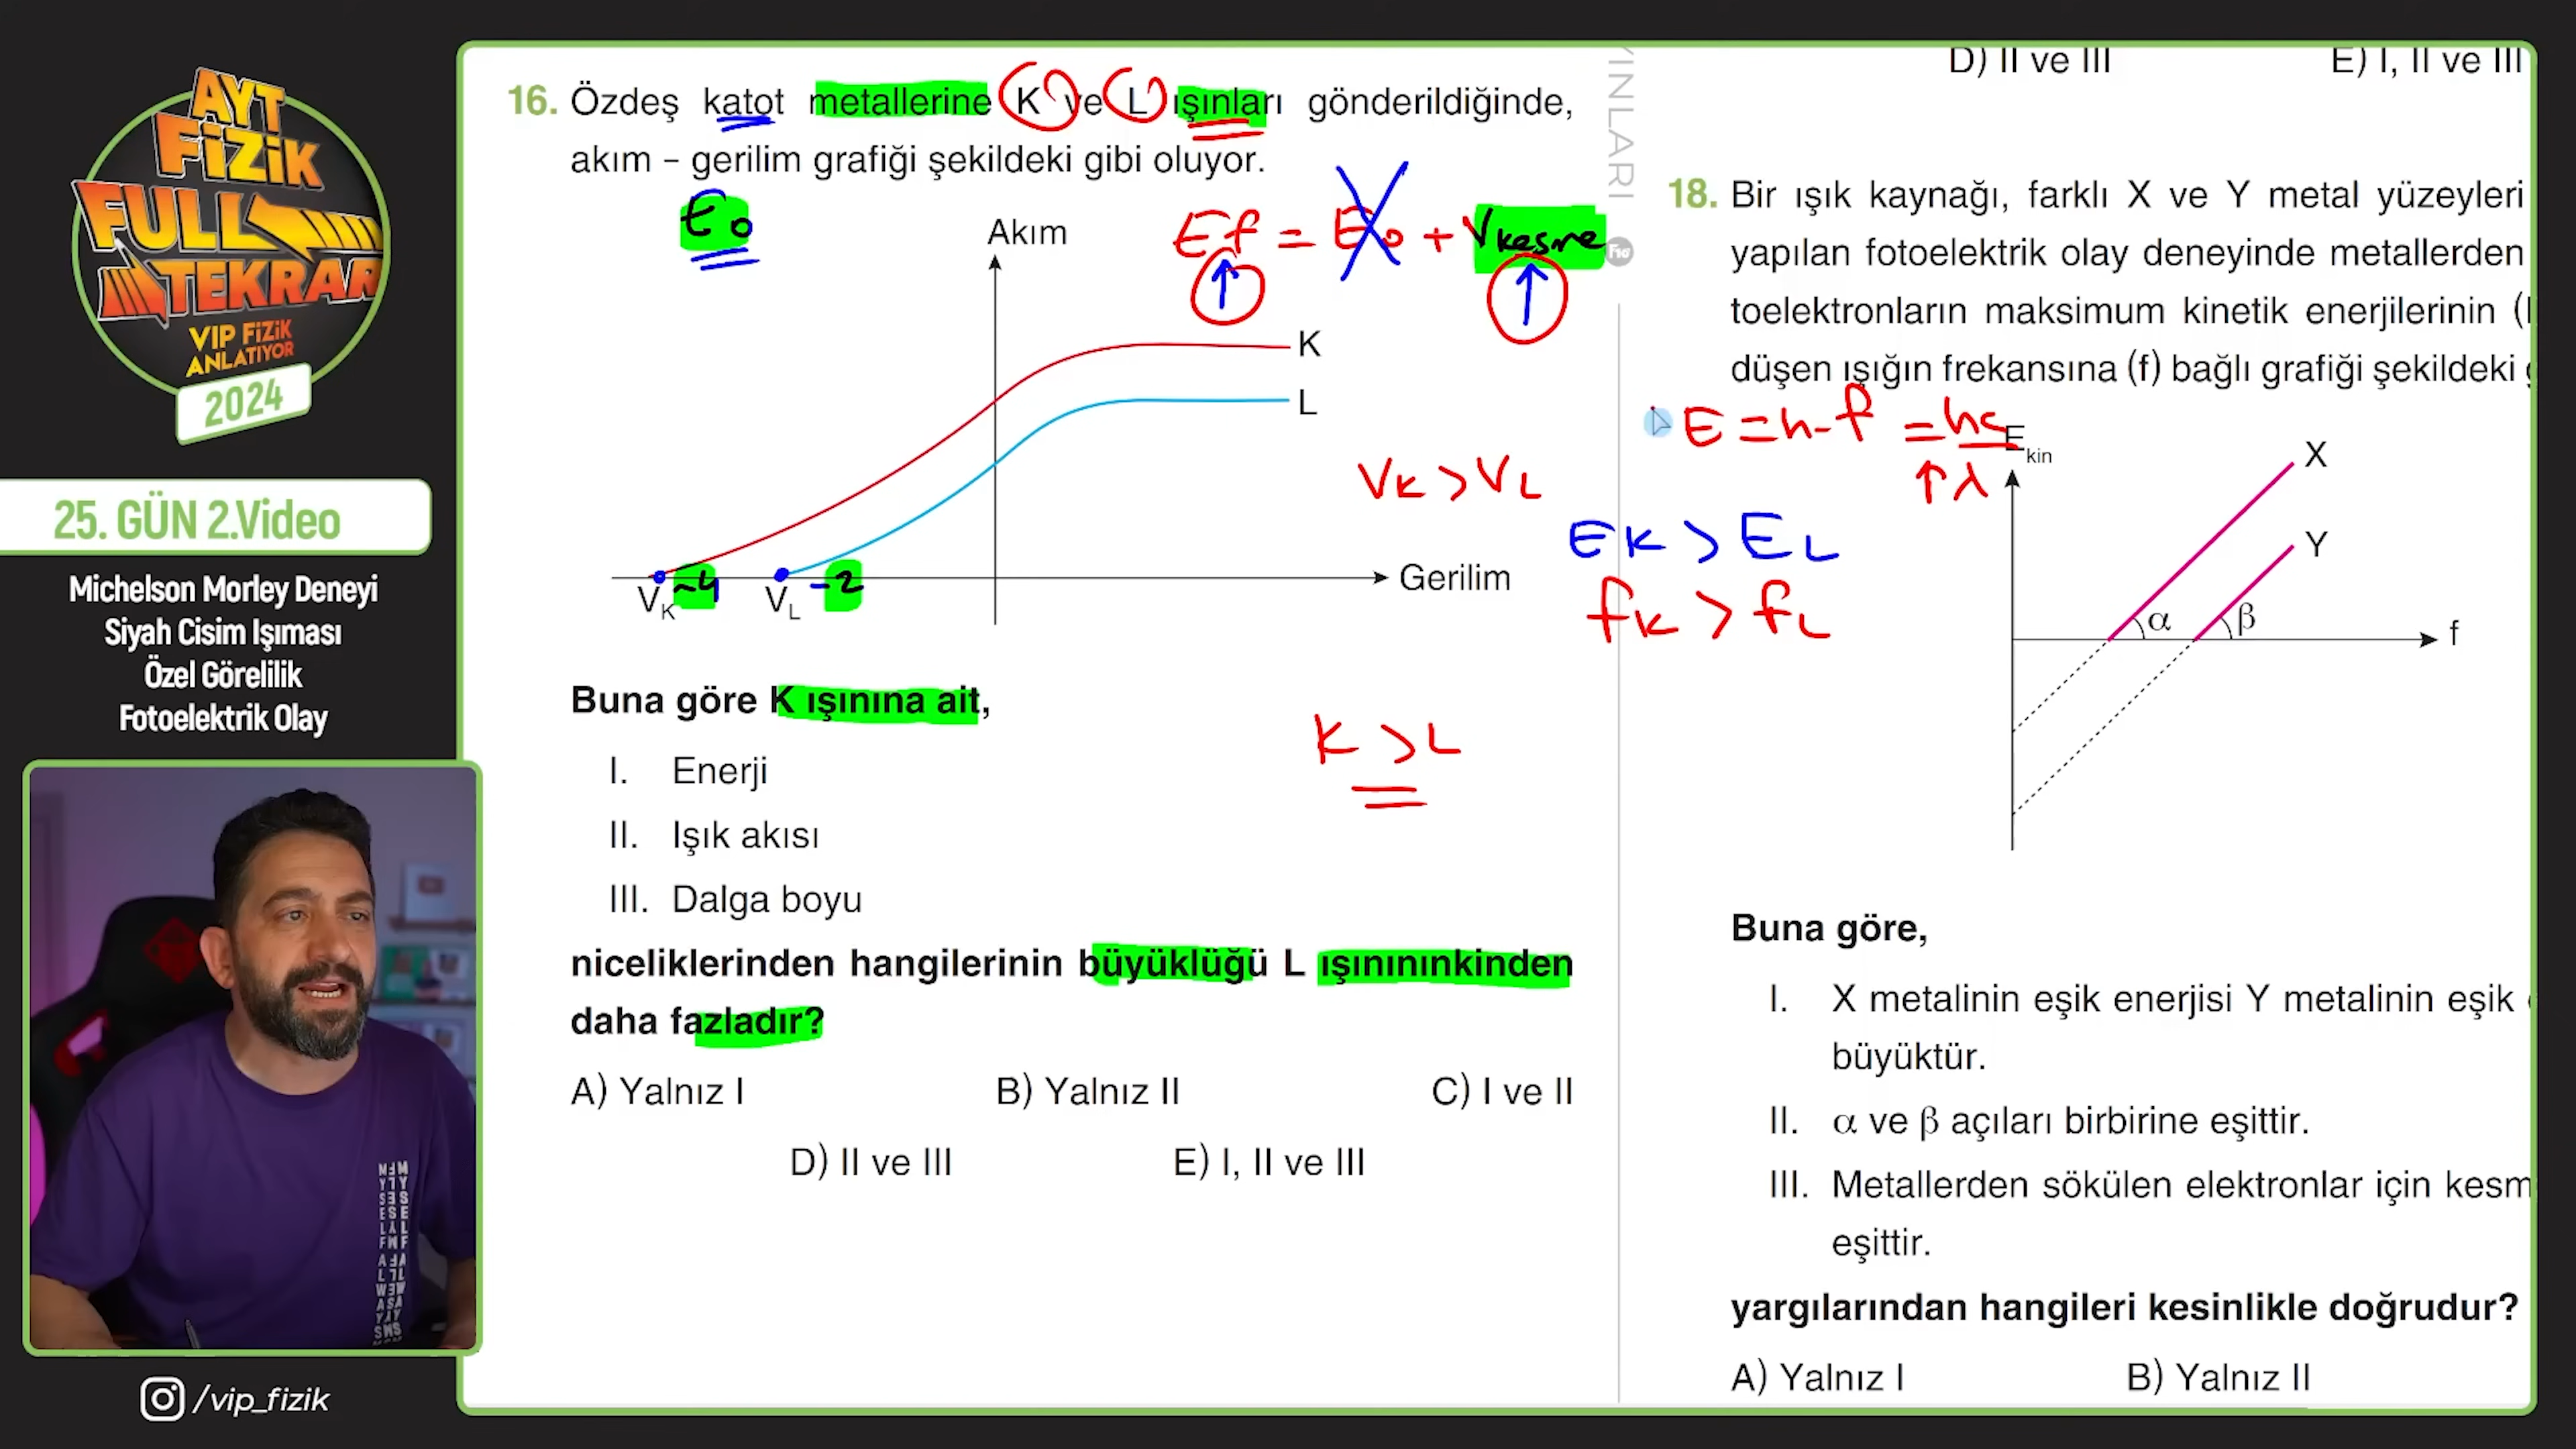 AYT
FiZiK
FULL
TEKRAR
VIP FiZiK
ANLATIYOR
2024
25. GÜN 2.Video
Michelson Morley Deneyi
Siyah Cisim Işıması
Özel Görelilik
Fotoelektrik Olay
/vip_fizik
16. Özdeş katot metallerine K ve L ışınları gönderildiğinde,
akım – gerilim grafiği şekildeki gibi oluyor.
E0
Ef = E0 + Vkesme
Akım
K
L
VK > VL
EK > EL
fK > fL
Gerilim
VK -4
VL -2
Buna göre K ışınına ait,
K > L
I. Enerji
II. Işık akısı
III. Dalga boyu
niceliklerinden hangilerinin büyüklüğü L ışınınınkinden
daha fazladır?
A) Yalnız I B) Yalnız II C) I ve II
D) II ve III E) I, II ve III
YINLARI
D) II ve III E) I, II ve III
18. Bir ışık kaynağı, farklı X ve Y metal yüzeyleri
yapılan fotoelektrik olay deneyinde metallerden
toelektronların maksimum kinetik enerjilerinin (
düşen ışığın frekansına (f) bağlı grafiği şekildeki
E = h-f = hc
λ
Ekin
X
Y
α
β
f
Buna göre,
I. X metalinin eşik enerjisi Y metalinin eşik
büyüktür.
II. α ve β açıları birbirine eşittir.
III. Metallerden sökülen elektronlar için kesm
eşittir.
yargılarından hangileri kesinlikle doğrudur?
A) Yalnız I B) Yalnız II